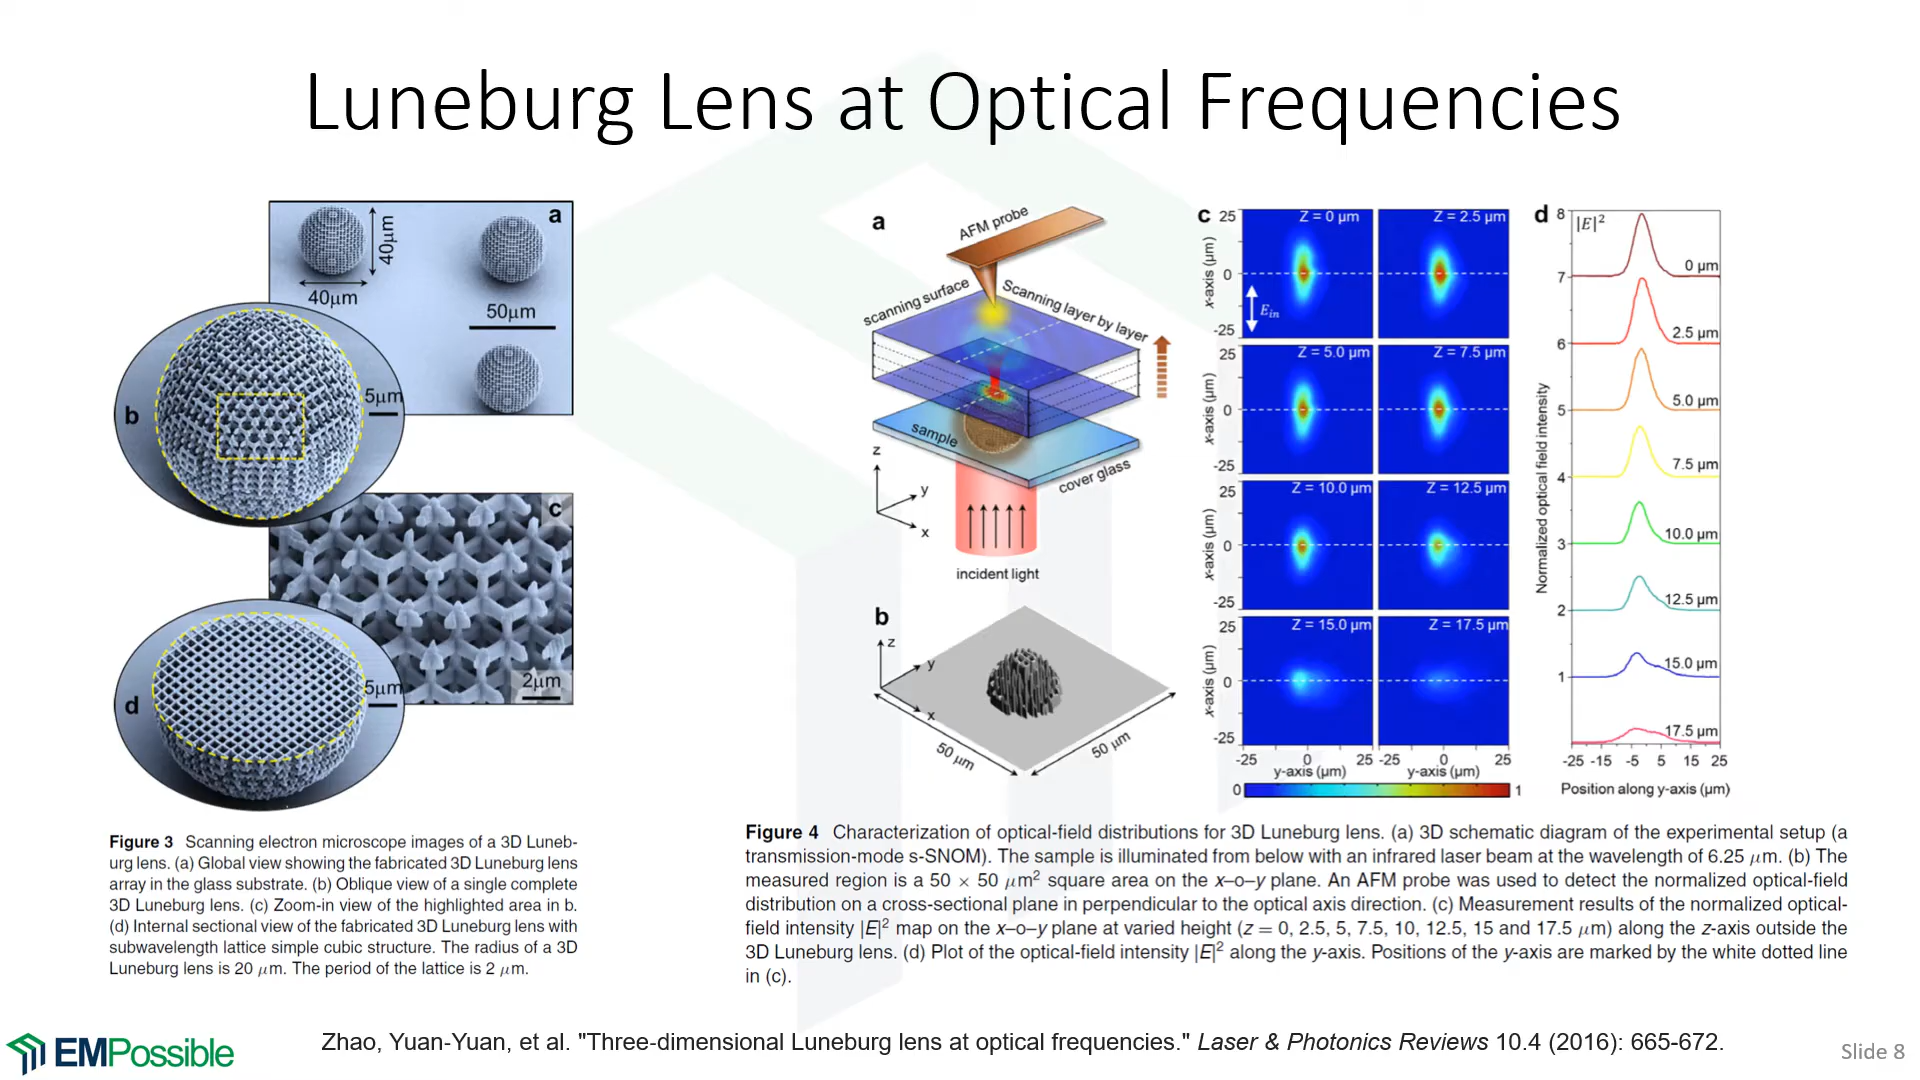 Luneburg Lens at Optical Frequencies
a
40μm
40μm
50μm
b
5μm
c
2μm
d
5μm
Figure 3 Scanning electron microscope images of a 3D Luneb-
urg lens. (a) Global view showing the fabricated 3D Luneburg lens
array in the glass substrate. (b) Oblique view of a single complete
3D Luneburg lens. (c) Zoom-in view of the highlighted area in b.
(d) Internal sectional view of the fabricated 3D Luneburg lens with
subwavelength lattice simple cubic structure. The radius of a 3D
Luneburg lens is 20 μm. The period of the lattice is 2 μm.
a
AFM probe
scanning surface
Scanning layer by layer
sample
cover glass
z
y
x
incident light
b
z
y
x
50 μm
50 μm
c
25
0
-25
x-axis (μm)
Z = 0 μm
E_in
Z = 2.5 μm
25
0
-25
x-axis (μm)
Z = 5.0 μm
Z = 7.5 μm
25
0
-25
x-axis (μm)
Z = 10.0 μm
Z = 12.5 μm
25
0
-25
x-axis (μm)
Z = 15.0 μm
Z = 17.5 μm
-25 0 25 -25 0 25
y-axis (μm) y-axis (μm)
0 1
d
|E|²
Normalized optical field intensity
8
7
6
5
4
3
2
1
0 μm
2.5 μm
5.0 μm
7.5 μm
10.0 μm
12.5 μm
15.0 μm
17.5 μm
-25 -15 -5 5 15 25
Position along y-axis (μm)
Figure 4 Characterization of optical-field distributions for 3D Luneburg lens. (a) 3D schematic diagram of the experimental setup (a
transmission-mode s-SNOM). The sample is illuminated from below with an infrared laser beam at the wavelength of 6.25 μm. (b) The
measured region is a 50 × 50 μm² square area on the x–o–y plane. An AFM probe was used to detect the normalized optical-field
distribution on a cross-sectional plane in perpendicular to the optical axis direction. (c) Measurement results of the normalized optical-
field intensity |E|² map on the x–o–y plane at varied height (z = 0, 2.5, 5, 7.5, 10, 12.5, 15 and 17.5 μm) along the z-axis outside the
3D Luneburg lens. (d) Plot of the optical-field intensity |E|² along the y-axis. Positions of the y-axis are marked by the white dotted line
in (c).
EMPossible
Zhao, Yuan-Yuan, et al. "Three-dimensional Luneburg lens at optical frequencies." Laser & Photonics Reviews 10.4 (2016): 665-672.
Slide 8